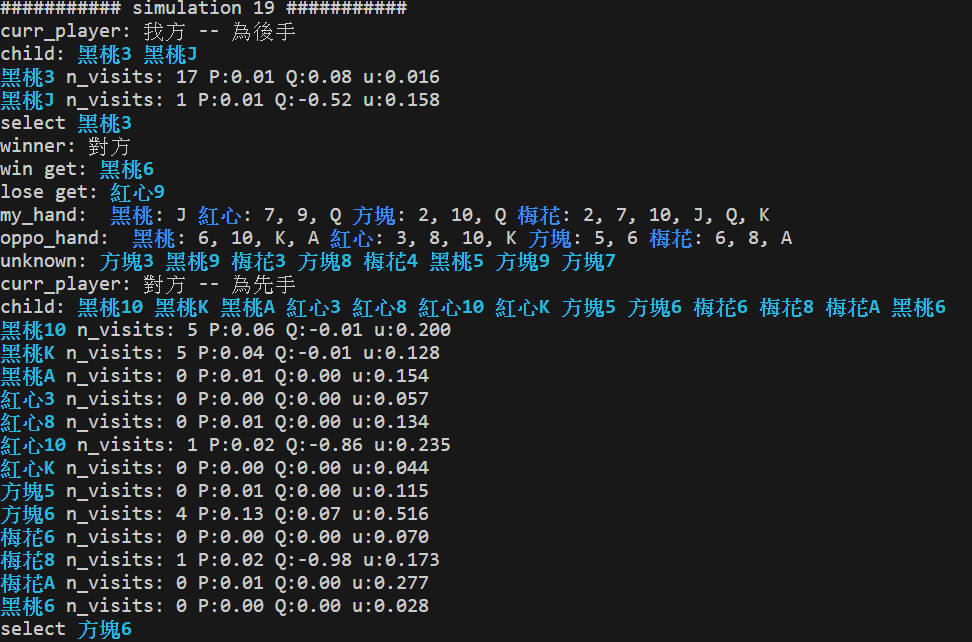 ########### simulation 19 ###########
curr_player: 我方 -- 為後手
child: 黑桃3 黑桃J
黑桃3 n_visits: 17 P:0.01 Q:0.08 u:0.016
黑桃J n_visits: 1 P:0.01 Q:-0.52 u:0.158
select 黑桃3
winner: 對方
win get: 黑桃6
lose get: 紅心9
my_hand:  黑桃: J 紅心: 7, 9, Q 方塊: 2, 10, Q 梅花: 2, 7, 10, J, Q, K
oppo_hand:  黑桃: 6, 10, K, A 紅心: 3, 8, 10, K 方塊: 5, 6 梅花: 6, 8, A
unknown: 方塊3 黑桃9 梅花3 方塊8 梅花4 黑桃5 方塊9 方塊7
curr_player: 對方 -- 為先手
child: 黑桃10 黑桃K 黑桃A 紅心3 紅心8 紅心10 紅心K 方塊5 方塊6 梅花6 梅花8 梅花A 黑桃6
黑桃10 n_visits: 5 P:0.06 Q:-0.01 u:0.200
黑桃K n_visits: 5 P:0.04 Q:-0.01 u:0.128
黑桃A n_visits: 0 P:0.01 Q:0.00 u:0.154
紅心3 n_visits: 0 P:0.00 Q:0.00 u:0.057
紅心8 n_visits: 0 P:0.01 Q:0.00 u:0.134
紅心10 n_visits: 1 P:0.02 Q:-0.86 u:0.235
紅心K n_visits: 0 P:0.00 Q:0.00 u:0.044
方塊5 n_visits: 0 P:0.01 Q:0.00 u:0.115
方塊6 n_visits: 4 P:0.13 Q:0.07 u:0.516
梅花6 n_visits: 0 P:0.00 Q:0.00 u:0.070
梅花8 n_visits: 1 P:0.02 Q:-0.98 u:0.173
梅花A n_visits: 0 P:0.01 Q:0.00 u:0.277
黑桃6 n_visits: 0 P:0.00 Q:0.00 u:0.028
select 方塊6